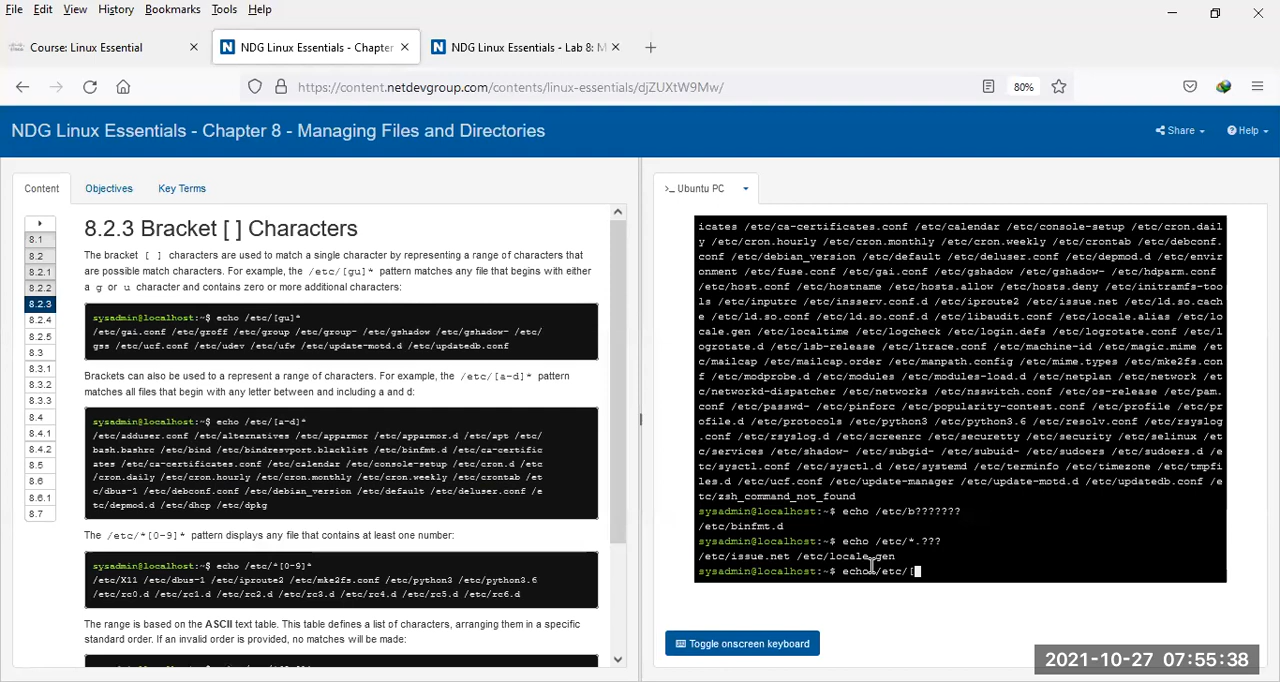 File Edit View History Bookmarks Tools Help
Course: Linux Essential
NDG Linux Essentials - Chapter
NDG Linux Essentials - Lab 8: M
https://content.netdevgroup.com/contents/linux-essentials/djZUXtW9Mw/
80%
NDG Linux Essentials - Chapter 8 - Managing Files and Directories
Share
Help
Content Objectives Key Terms
8.1
8.2
8.2.1
8.2.2
8.2.3
8.2.4
8.2.5
8.3
8.3.1
8.3.2
8.3.3
8.4
8.4.1
8.4.2
8.5
8.6
8.6.1
8.7
8.2.3 Bracket [ ] Characters
The bracket [ ] characters are used to match a single character by representing a range of characters that
are possible match characters. For example, the /etc/[gu]* pattern matches any file that begins with either
a g or u character and contains zero or more additional characters:
sysadmin@localhost:~$ echo /etc/[gu]*
/etc/gai.conf /etc/groff /etc/group /etc/group- /etc/gshadow /etc/gshadow- /etc/
gss /etc/ucf.conf /etc/udev /etc/ufw /etc/update-motd.d /etc/updatedb.conf
Brackets can also be used to a represent a range of characters. For example, the /etc/[a-d]* pattern
matches all files that begin with any letter between and including a and d:
sysadmin@localhost:~$ echo /etc/[a-d]*
/etc/adduser.conf /etc/alternatives /etc/apparmor /etc/apparmor.d /etc/apt /etc/
bash.bashrc /etc/bind /etc/bindresvport.blacklist /etc/binfmt.d /etc/ca-certific
ates /etc/ca-certificates.conf /etc/calendar /etc/console-setup /etc/cron.d /etc
/cron.daily /etc/cron.hourly /etc/cron.monthly /etc/cron.weekly /etc/crontab /et
c/dbus-1 /etc/debconf.conf /etc/debian_version /etc/default /etc/deluser.conf /e
tc/depmod.d /etc/dhcp /etc/dpkg
The /etc/*[0-9]* pattern displays any file that contains at least one number:
sysadmin@localhost:~$ echo /etc/*[0-9]*
/etc/X11 /etc/dbus-1 /etc/iproute2 /etc/mke2fs.conf /etc/python3 /etc/python3.6
/etc/rc0.d /etc/rc1.d /etc/rc2.d /etc/rc3.d /etc/rc4.d /etc/rc5.d /etc/rc6.d
The range is based on the ASCII text table. This table defines a list of characters, arranging them in a specific
standard order. If an invalid order is provided, no matches will be made:
>_ Ubuntu PC
icates /etc/ca-certificates.conf /etc/calendar /etc/console-setup /etc/cron.dail
y /etc/cron.hourly /etc/cron.monthly /etc/cron.weekly /etc/crontab /etc/debconf.
conf /etc/debian_version /etc/default /etc/deluser.conf /etc/depmod.d /etc/envir
onment /etc/fuse.conf /etc/gai.conf /etc/gshadow /etc/gshadow- /etc/hdparm.conf
/etc/host.conf /etc/hostname /etc/hosts.allow /etc/hosts.deny /etc/initramfs-too
ls /etc/inputrc /etc/insserv.conf.d /etc/iproute2 /etc/issue.net /etc/ld.so.cach
e /etc/ld.so.conf /etc/ld.so.conf.d /etc/libaudit.conf /etc/locale.alias /etc/lo
cale.gen /etc/localtime /etc/logcheck /etc/login.defs /etc/logrotate.conf /etc/l
ogrotate.d /etc/lsb-release /etc/ltrace.conf /etc/machine-id /etc/magic.mime /et
c/mailcap /etc/mailcap.order /etc/manpath.config /etc/mime.types /etc/mke2fs.con
f /etc/modprobe.d /etc/modules /etc/modules-load.d /etc/netplan /etc/network /et
c/networkd-dispatcher /etc/networks /etc/nsswitch.conf /etc/os-release /etc/pam.
conf /etc/passwd- /etc/pinforc /etc/popularity-contest.conf /etc/profile /etc/pr
ofile.d /etc/protocols /etc/python3 /etc/python3.6 /etc/resolv.conf /etc/rsyslog
.conf /etc/rsyslog.d /etc/screenrc /etc/securetty /etc/security /etc/selinux /et
c/services /etc/shadow- /etc/subgid- /etc/subuid- /etc/sudoers /etc/sudoers.d /e
tc/sysctl.conf /etc/sysctl.d /etc/systemd /etc/terminfo /etc/timezone /etc/tmpfi
les.d /etc/ucf.conf /etc/update-manager /etc/update-motd.d /etc/updatedb.conf /e
tc/zsh_command_not_found
sysadmin@localhost:~$ echo /etc/b???????
/etc/binfmt.d
sysadmin@localhost:~$ echo /etc/*.???
/etc/issue.net /etc/locale.gen
sysadmin@localhost:~$ echo /etc/[
Toggle onscreen keyboard
2021-10-27 07:55:38